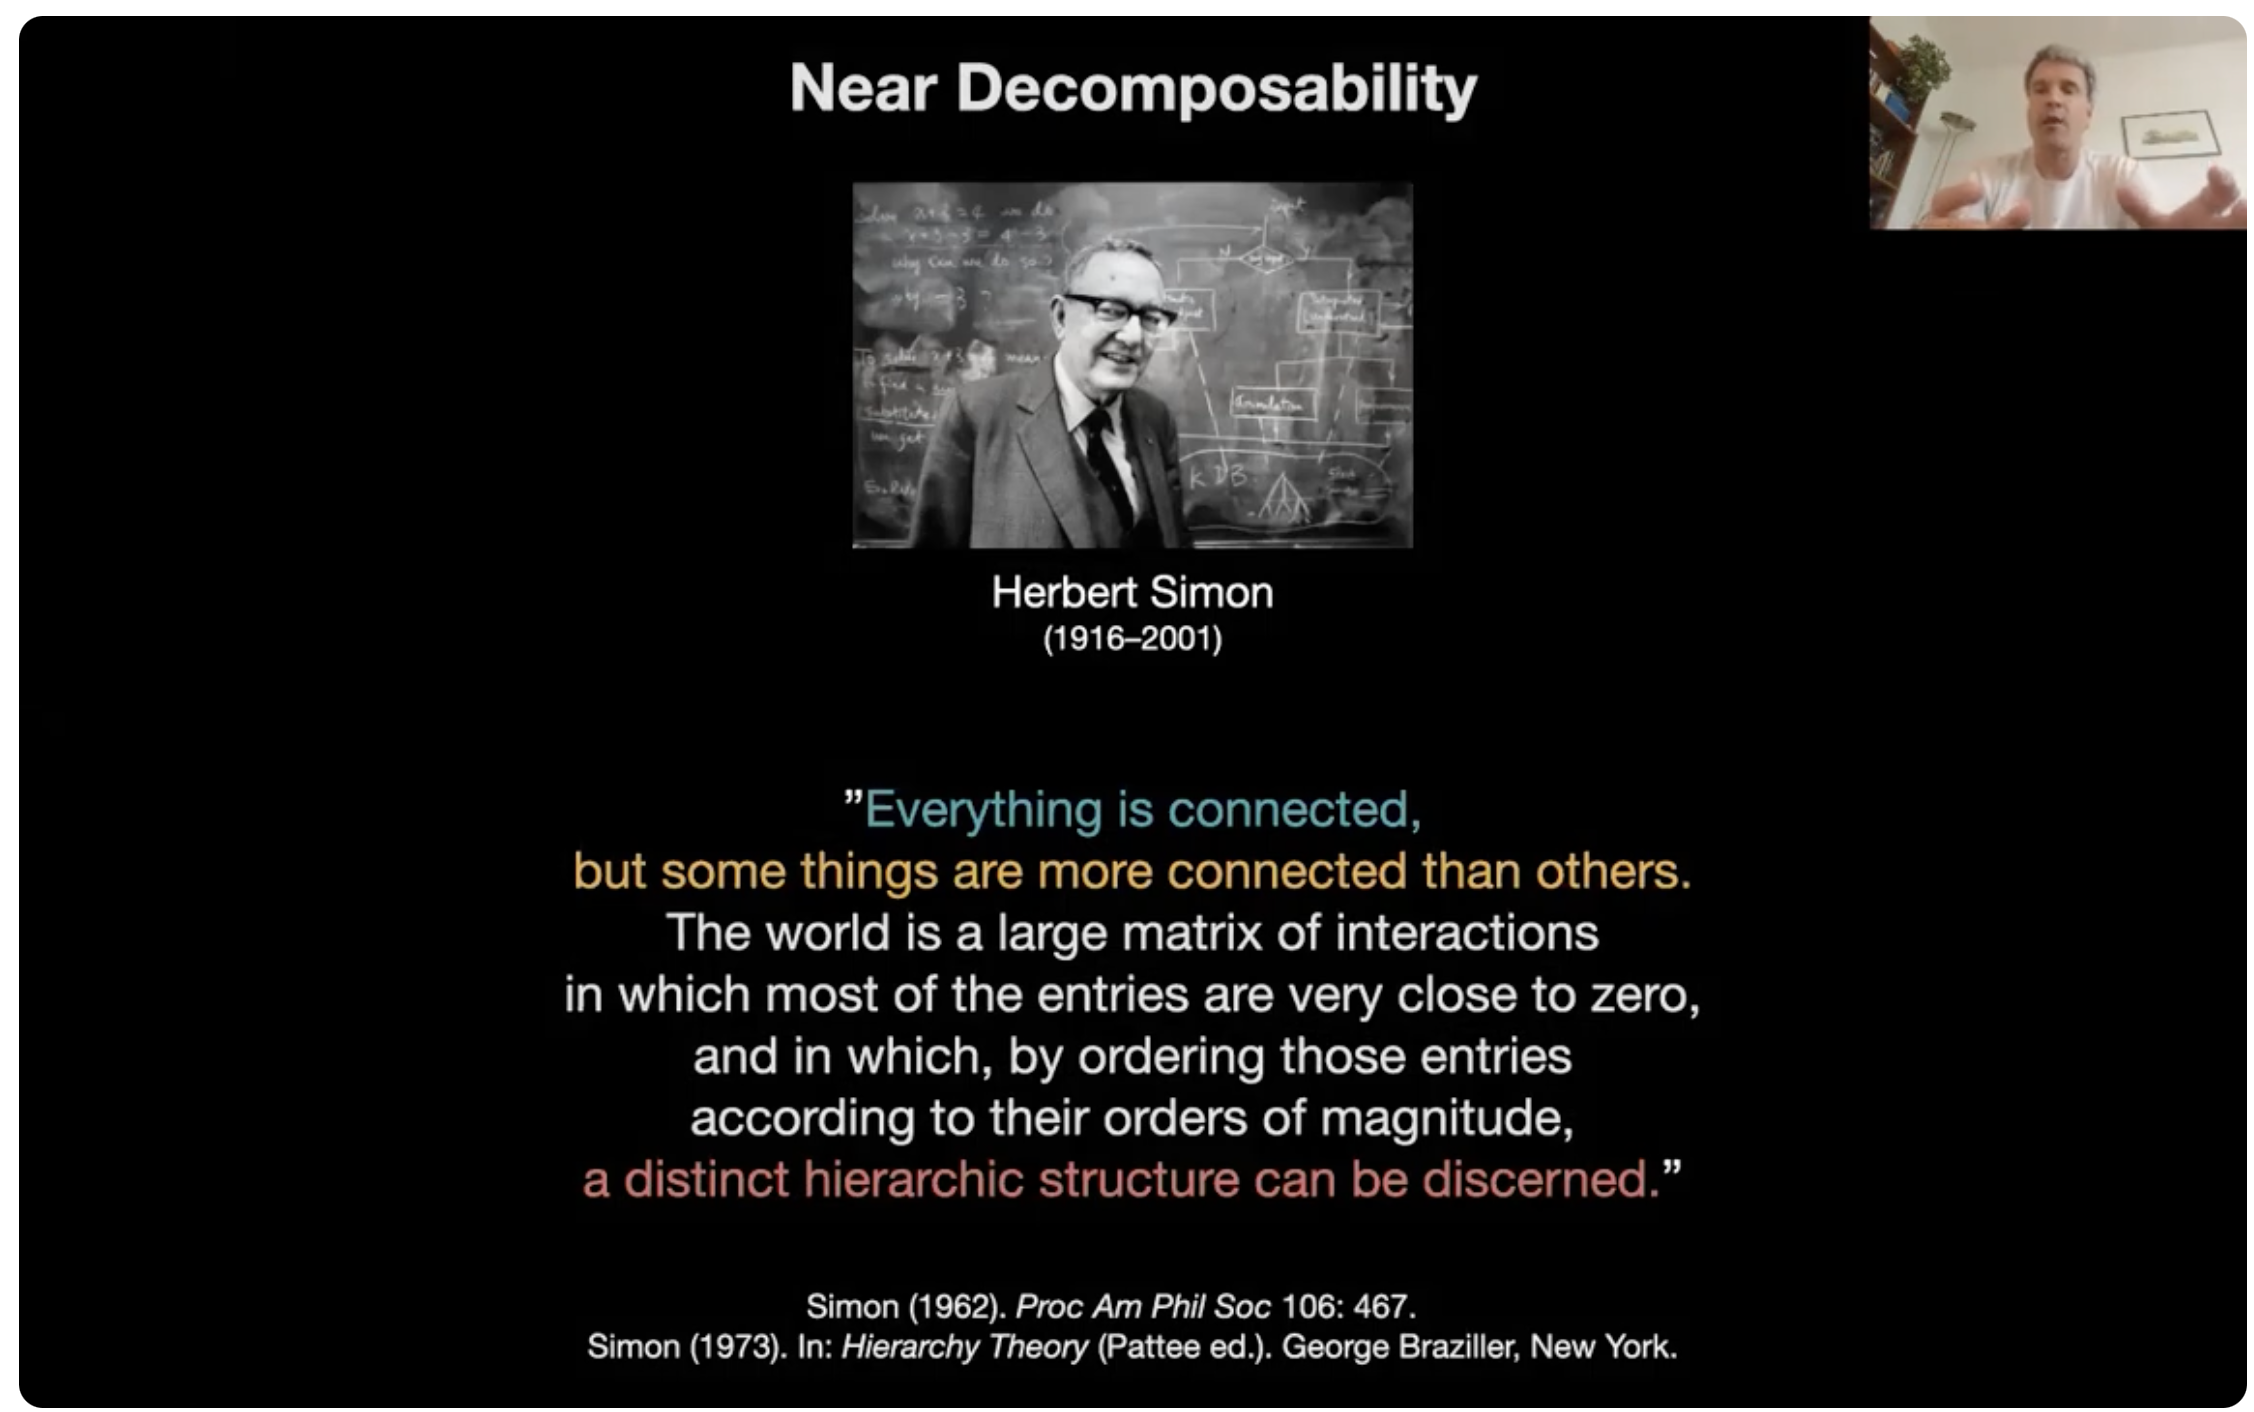 Near Decomposability
input
KDB
Herbert Simon
(1916–2001)
”Everything is connected,
but some things are more connected than others.
The world is a large matrix of interactions
in which most of the entries are very close to zero,
and in which, by ordering those entries
according to their orders of magnitude,
a distinct hierarchic structure can be discerned.”
Simon (1962). Proc Am Phil Soc 106: 467.
Simon (1973). In: Hierarchy Theory (Pattee ed.). George Braziller, New York.